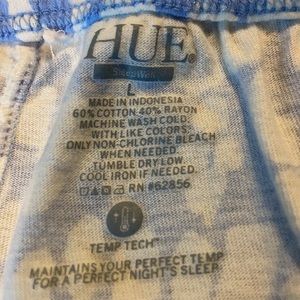 HUE®
SleepWell
L
MADE IN INDONESIA
60% COTTON 40% RAYON
MACHINE WASH COLD.
WITH LIKE COLORS.
ONLY NON-CHLORINE BLEACH
WHEN NEEDED.
TUMBLE DRY LOW.
COOL IRON IF NEEDED.
RN #62856
TEMP TECH™
MAINTAINS YOUR PERFECT TEMP
FOR A PERFECT NIGHT'S SLEEP